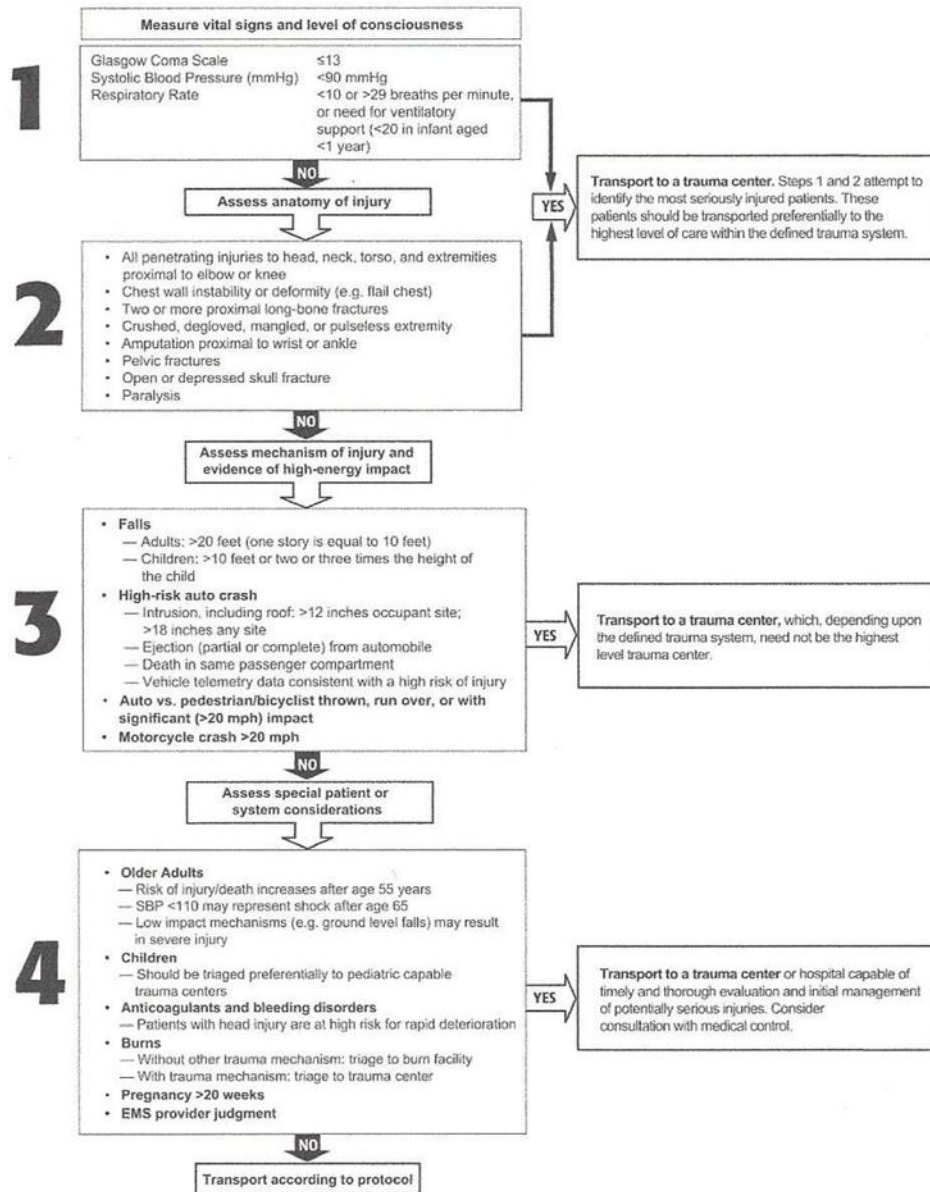 Measure vital signs and level of consciousness
1
Glasgow Coma Scale ≤13
Systolic Blood Pressure (mmHg) <90 mmHg
Respiratory Rate <10 or >29 breaths per minute,
or need for ventilatory
support (<20 in infant aged
<1 year)
NO
YES
Transport to a trauma center. Steps 1 and 2 attempt to
identify the most seriously injured patients. These
patients should be transported preferentially to the
highest level of care within the defined trauma system.
Assess anatomy of injury
2
• All penetrating injuries to head, neck, torso, and extremities
proximal to elbow or knee
• Chest wall instability or deformity (e.g. flail chest)
• Two or more proximal long-bone fractures
• Crushed, degloved, mangled, or pulseless extremity
• Amputation proximal to wrist or ankle
• Pelvic fractures
• Open or depressed skull fracture
• Paralysis
NO
Assess mechanism of injury and
evidence of high-energy impact
3
• Falls
— Adults: >20 feet (one story is equal to 10 feet)
— Children: >10 feet or two or three times the height of
the child
• High-risk auto crash
— Intrusion, including roof: >12 inches occupant site;
>18 inches any site
— Ejection (partial or complete) from automobile
— Death in same passenger compartment
— Vehicle telemetry data consistent with a high risk of injury
• Auto vs. pedestrian/bicyclist thrown, run over, or with
significant (>20 mph) impact
• Motorcycle crash >20 mph
YES
Transport to a trauma center, which, depending upon
the defined trauma system, need not be the highest
level trauma center.
NO
Assess special patient or
system considerations
4
• Older Adults
— Risk of injury/death increases after age 55 years
— SBP <110 may represent shock after age 65
— Low impact mechanisms (e.g. ground level falls) may result
in severe injury
• Children
— Should be triaged preferentially to pediatric capable
trauma centers
• Anticoagulants and bleeding disorders
— Patients with head injury are at high risk for rapid deterioration
• Burns
— Without other trauma mechanism: triage to burn facility
— With trauma mechanism: triage to trauma center
• Pregnancy >20 weeks
• EMS provider judgment
YES
Transport to a trauma center or hospital capable of
timely and thorough evaluation and initial management
of potentially serious injuries. Consider
consultation with medical control.
NO
Transport according to protocol